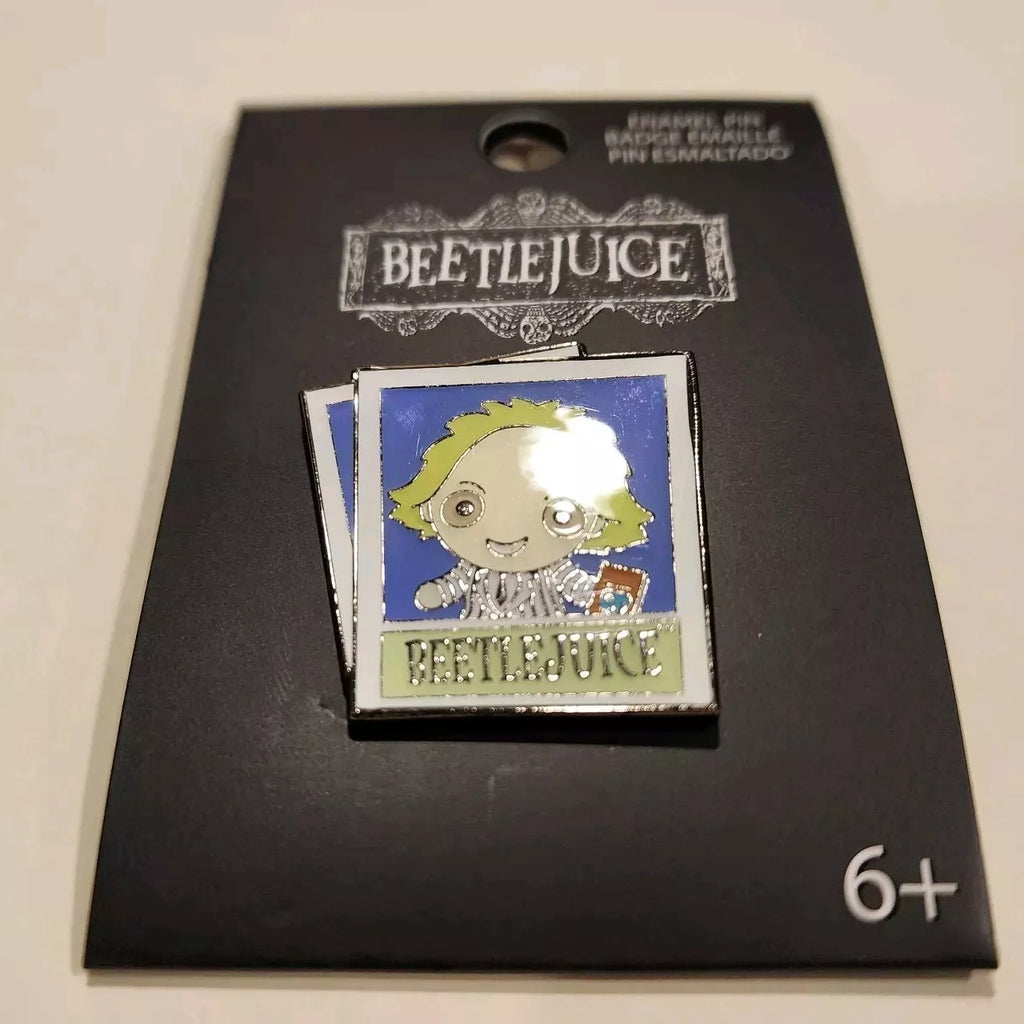 ENAMEL PIN
BADGE ÉMAILLÉ
PIN ESMALTADO
BEETLEJUICE
BEETLEJUICE
6+